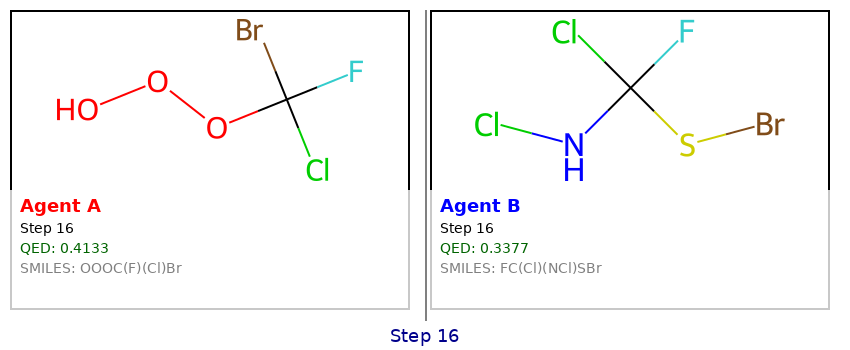 Br
F
O
HO
O
Cl
Agent A
Step 16
QED: 0.4133
SMILES: OOOC(F)(Cl)Br
Cl
F
Cl
Br
N
H
S
Agent B
Step 16
QED: 0.3377
SMILES: FC(Cl)(NCl)SBr
Step 16